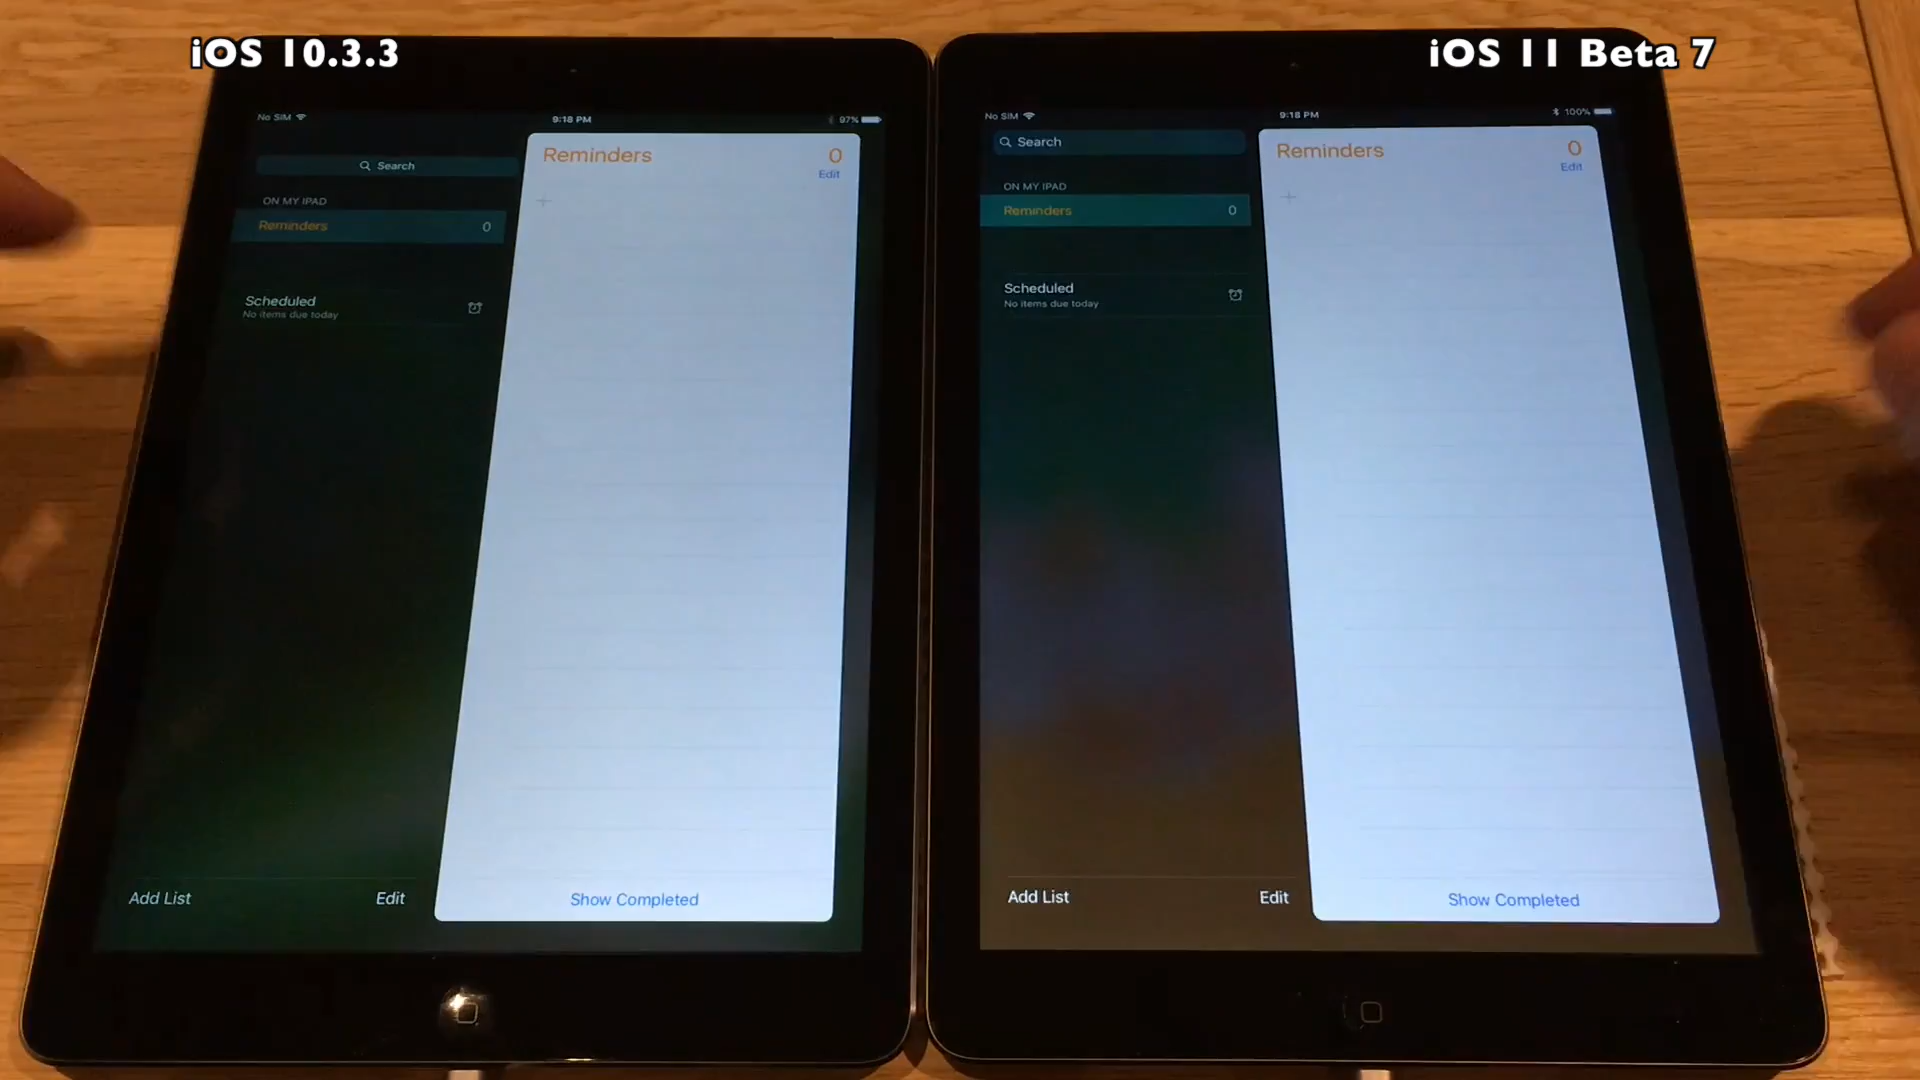 iOS 10.3.3
No SIM 9:18 PM 97%
Search
ON MY IPAD
Reminders 0
Scheduled
No items due today
Add List Edit
Reminders 0
Edit
Show Completed
iOS 11 Beta 7
No SIM 9:18 PM 100%
Search
ON MY IPAD
Reminders 0
Scheduled
No items due today
Add List Edit
Reminders 0
Edit
Show Completed